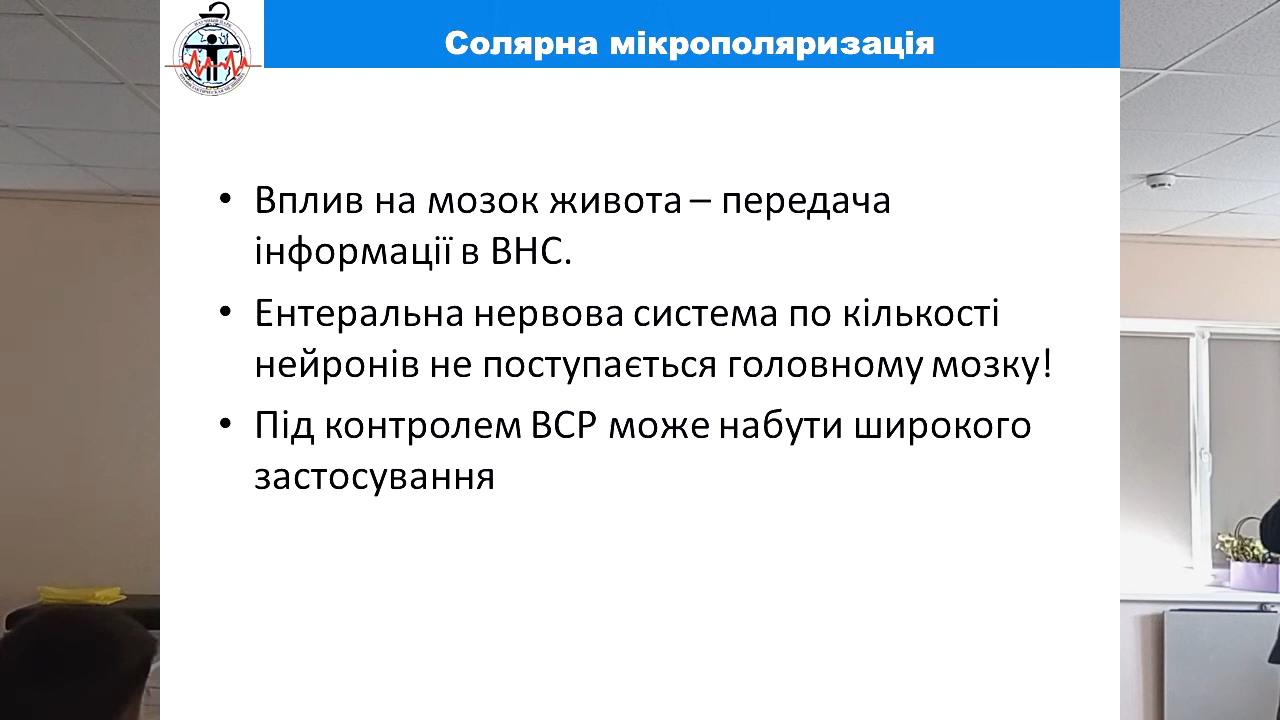 Солярна мікрополяризація
• Вплив на мозок живота – передача
інформації в ВНС.
• Ентеральна нервова система по кількості
нейронів не поступається головному мозку!
• Під контролем ВСР може набути широкого
застосування